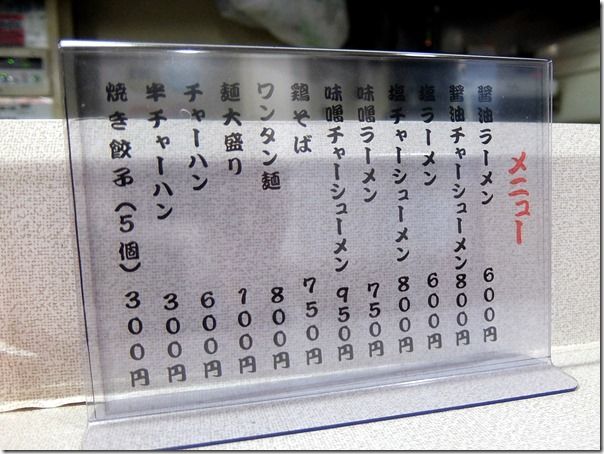 メニュー
醤油ラーメン 600円
醤油チャーシューメン 800円
塩ラーメン 600円
塩チャーシューメン 800円
味噌ラーメン 750円
味噌チャーシューメン 950円
鶏そば 750円
ワンタン麺 800円
麺大盛り 100円
チャーハン 600円
半チャーハン 300円
焼き餃子(5個) 300円